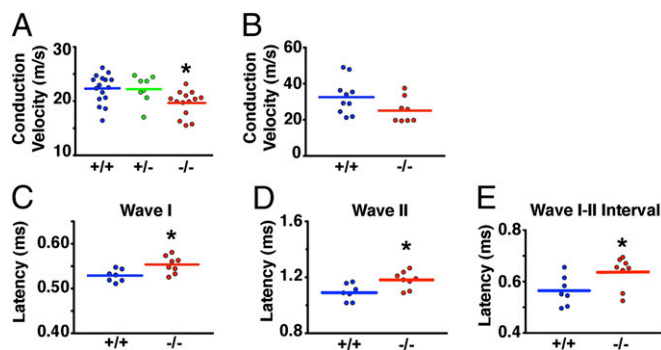 A
Conduction
Velocity (m/s)
30
20
10
*
+/+ +/- -/-
B
Conduction
Velocity (m/s)
60
40
20
0
+/+ -/-
C
Wave I
Latency (ms)
0.50
0.40
*
+/+ -/-
D
Wave II
Latency (ms)
1.6
1.2
0.8
*
+/+ -/-
E
Wave I-II Interval
Latency (ms)
0.8
0.6
0.4
*
+/+ -/-